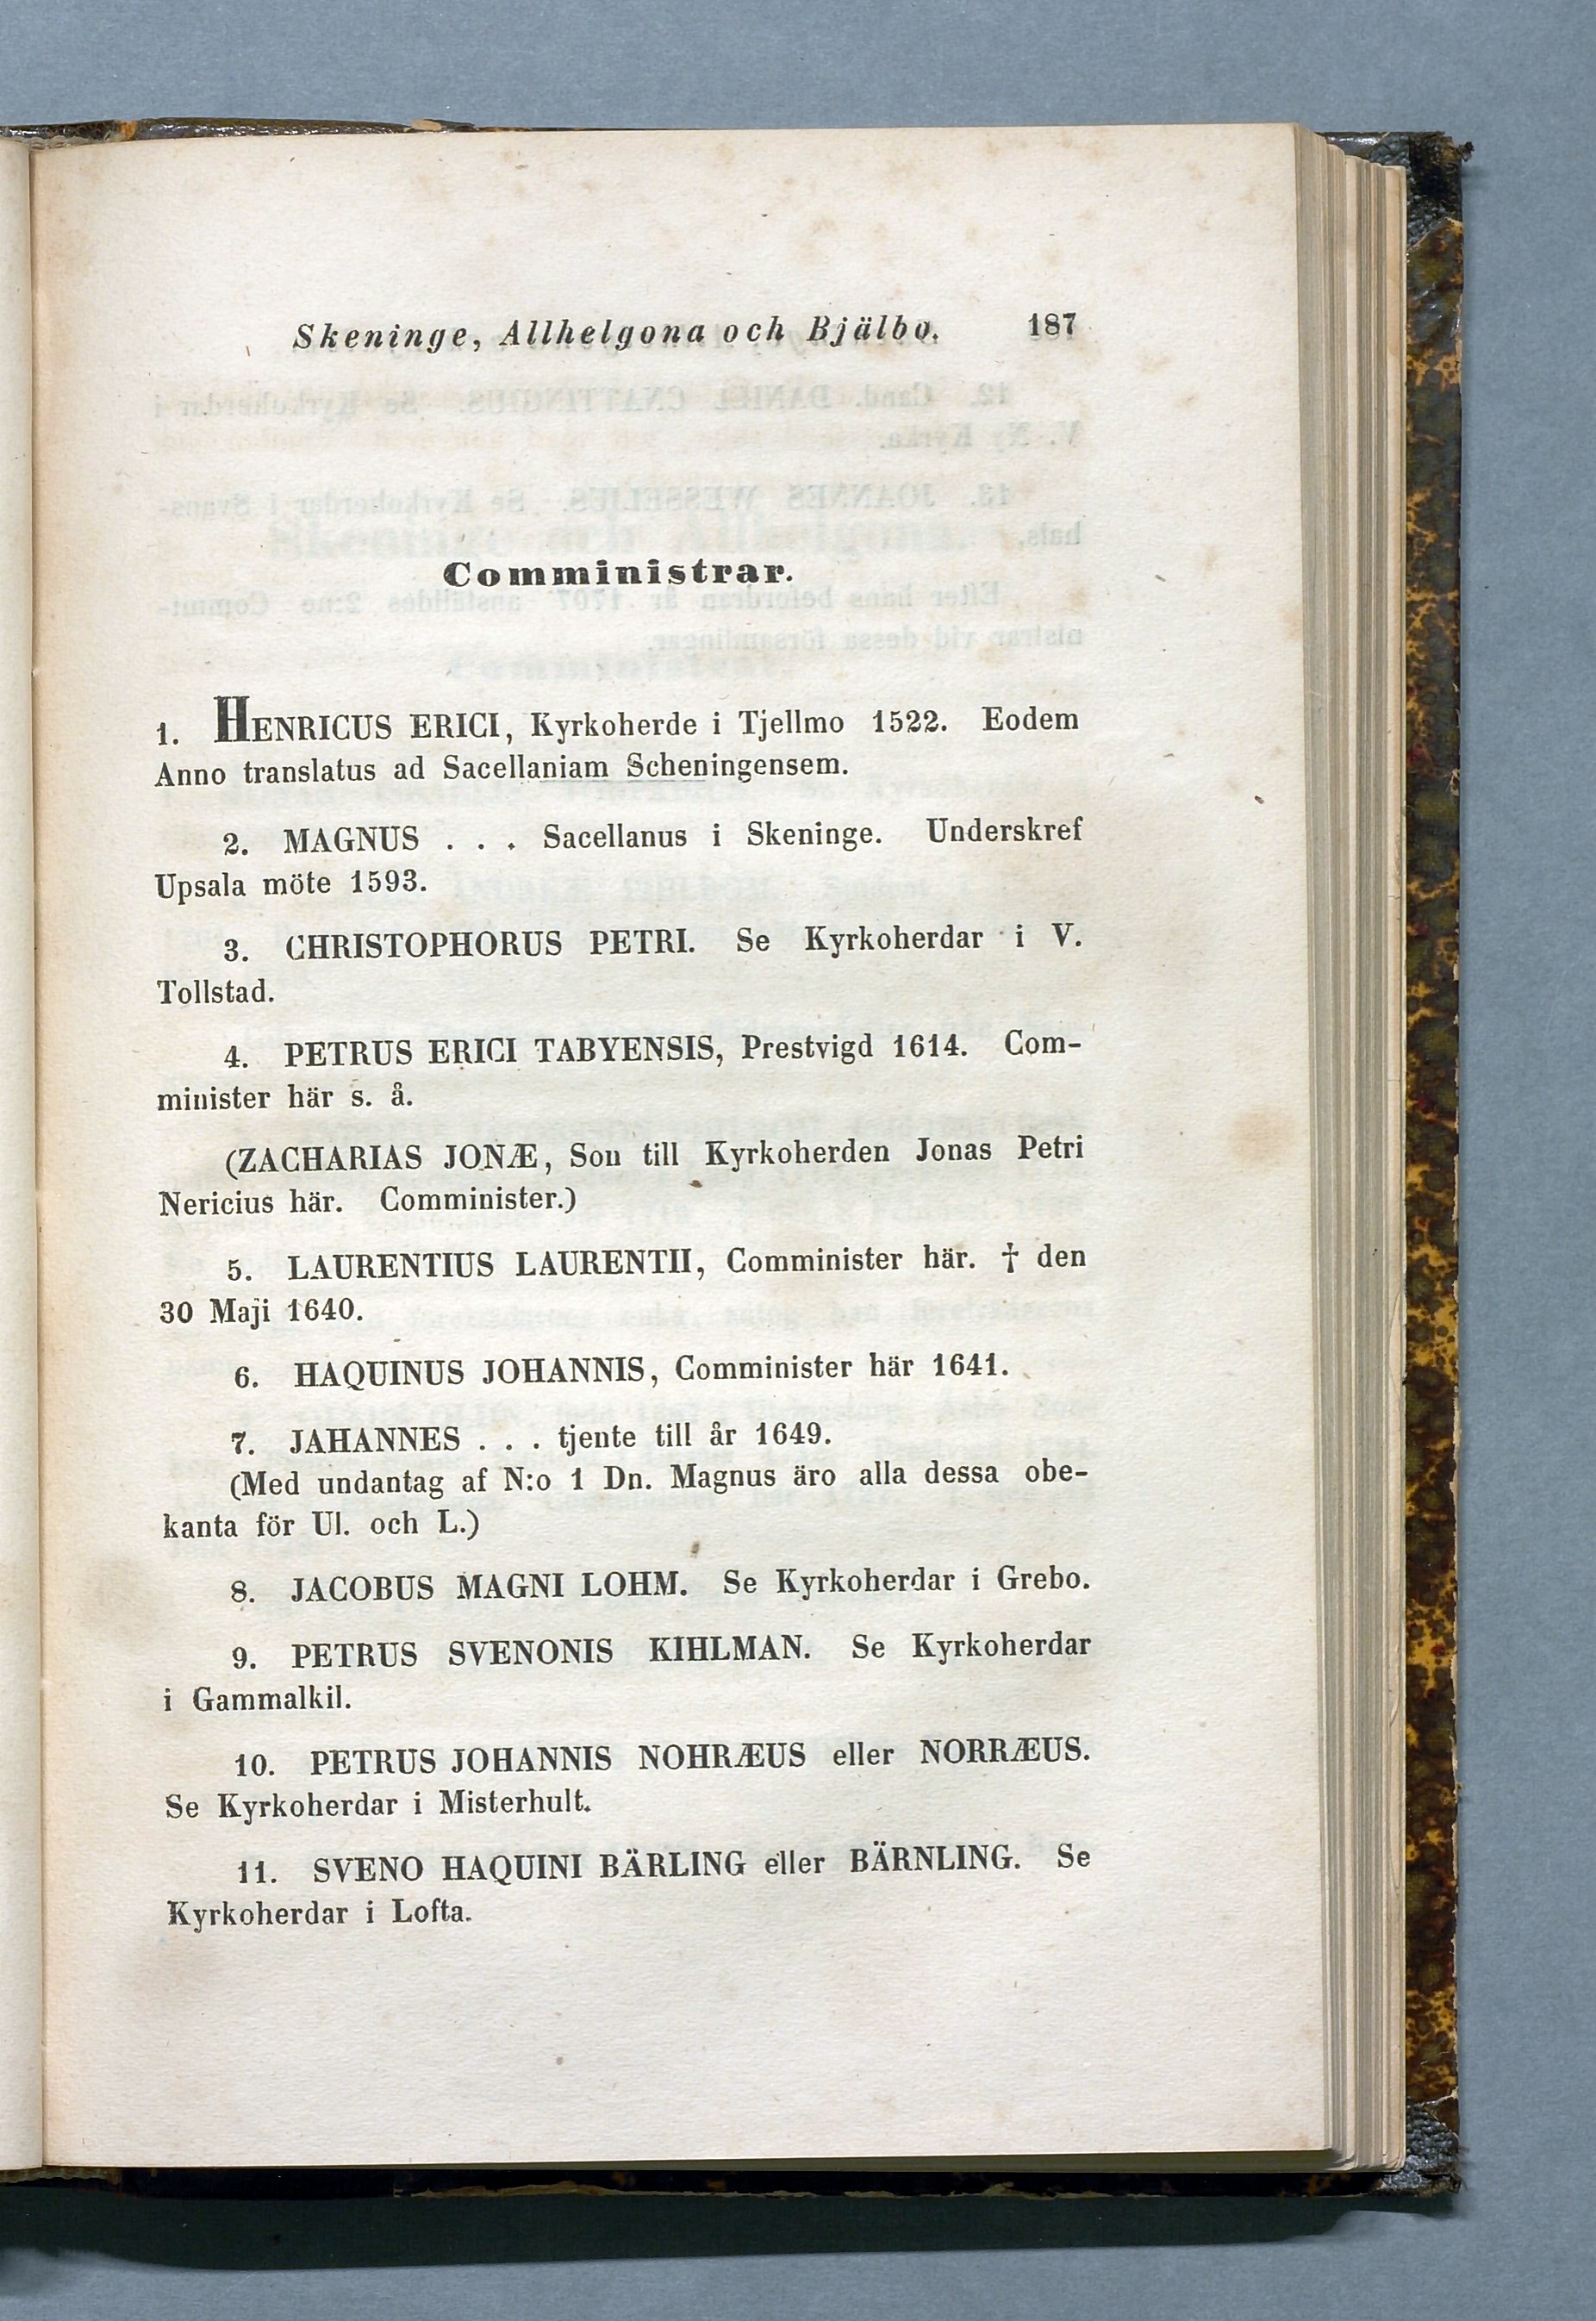 Skeninge, Allhelgona och Bjälbo. 187
Comministrar.
1. HENRICUS ERICI, Kyrkoherde i Tjellmo 1522. Eodem
Anno translatus ad Sacellaniam Scheningensem.
2. MAGNUS . . . Sacellanus i Skeninge. Underskref
Upsala möte 1593.
3. CHRISTOPHORUS PETRI. Se Kyrkoherdar i V.
Tollstad.
4. PETRUS ERICI TABYENSIS, Prestvigd 1614. Com-
minister här s. å.
(ZACHARIAS JONÆ, Son till Kyrkoherden Jonas Petri
Nericius här. Comminister.)
5. LAURENTIUS LAURENTII, Comminister här. † den
30 Maji 1640.
6. HAQUINUS JOHANNIS, Comminister här 1641.
7. JAHANNES . . . tjente till år 1649.
(Med undantag af N:o 1 Dn. Magnus äro alla dessa obe-
kanta för Ul. och L.)
8. JACOBUS MAGNI LOHM. Se Kyrkoherdar i Grebo.
9. PETRUS SVENONIS KIHLMAN. Se Kyrkoherdar
i Gammalkil.
10. PETRUS JOHANNIS NOHRÆUS eller NORRÆUS.
Se Kyrkoherdar i Misterhult.
11. SVENO HAQUINI BÄRLING eller BÄRNLING. Se
Kyrkoherdar i Lofta.